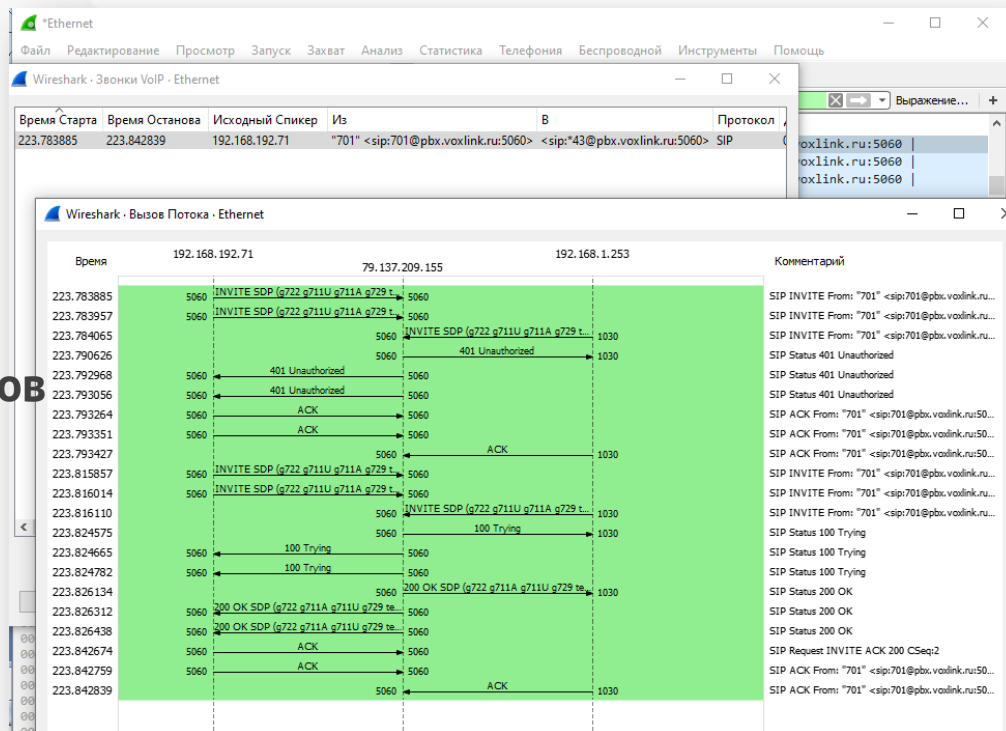 *Ethernet
Файл Редактирование Просмотр Запуск Захват Анализ Статистика Телефония Беспроводной Инструменты Помощь
Wireshark · Звонки VoIP · Ethernet
Выражение... +
Время Старта Время Останова Исходный Спикер Из В Протокол
223.783885 223.842839 192.168.192.71 "701" <sip:701@pbx.voxlink.ru:5060> <sip:*43@pbx.voxlink.ru:5060> SIP
oxlink.ru:5060 |
oxlink.ru:5060 |
oxlink.ru:5060 |
Wireshark · Вызов Потока · Ethernet
Время 192.168.192.71 79.137.209.155 192.168.1.253 Комментарий
223.783885 5060 INVITE SDP (g722 g711U g711A g729 t... 5060 SIP INVITE From: "701" <sip:701@pbx.voxlink.ru...
223.783957 5060 INVITE SDP (g722 g711U g711A g729 t... 5060 SIP INVITE From: "701" <sip:701@pbx.voxlink.ru...
223.784065 5060 INVITE SDP (g722 g711U g711A g729 t... 1030 SIP INVITE From: "701" <sip:701@pbx.voxlink.ru...
223.790626 5060 401 Unauthorized 1030 SIP Status 401 Unauthorized
223.792968 5060 401 Unauthorized 5060 SIP Status 401 Unauthorized
ов
223.793056 5060 401 Unauthorized 5060 SIP Status 401 Unauthorized
223.793264 5060 ACK 5060 SIP ACK From: "701" <sip:701@pbx.voxlink.ru:50...
223.793351 5060 ACK 5060 SIP ACK From: "701" <sip:701@pbx.voxlink.ru:50...
223.793427 5060 ACK 1030 SIP ACK From: "701" <sip:701@pbx.voxlink.ru:50...
223.815857 5060 INVITE SDP (g722 g711U g711A g729 t... 5060 SIP INVITE From: "701" <sip:701@pbx.voxlink.ru...
223.816014 5060 INVITE SDP (g722 g711U g711A g729 t... 5060 SIP INVITE From: "701" <sip:701@pbx.voxlink.ru...
223.816110 5060 INVITE SDP (g722 g711U g711A g729 t... 1030 SIP INVITE From: "701" <sip:701@pbx.voxlink.ru...
223.824575 5060 100 Trying 1030 SIP Status 100 Trying
223.824665 5060 100 Trying 5060 SIP Status 100 Trying
223.824782 5060 100 Trying 5060 SIP Status 100 Trying
223.826134 5060 200 OK SDP (g722 g711A g711U g729 te... 1030 SIP Status 200 OK
223.826312 5060 200 OK SDP (g722 g711A g711U g729 te... 5060 SIP Status 200 OK
223.826438 5060 200 OK SDP (g722 g711A g711U g729 te... 5060 SIP Status 200 OK
223.842674 5060 ACK 5060 SIP Request INVITE ACK 200 CSeq:2
223.842759 5060 ACK 5060 SIP ACK From: "701" <sip:701@pbx.voxlink.ru:50...
223.842839 5060 ACK 1030 SIP ACK From: "701" <sip:701@pbx.voxlink.ru:50...